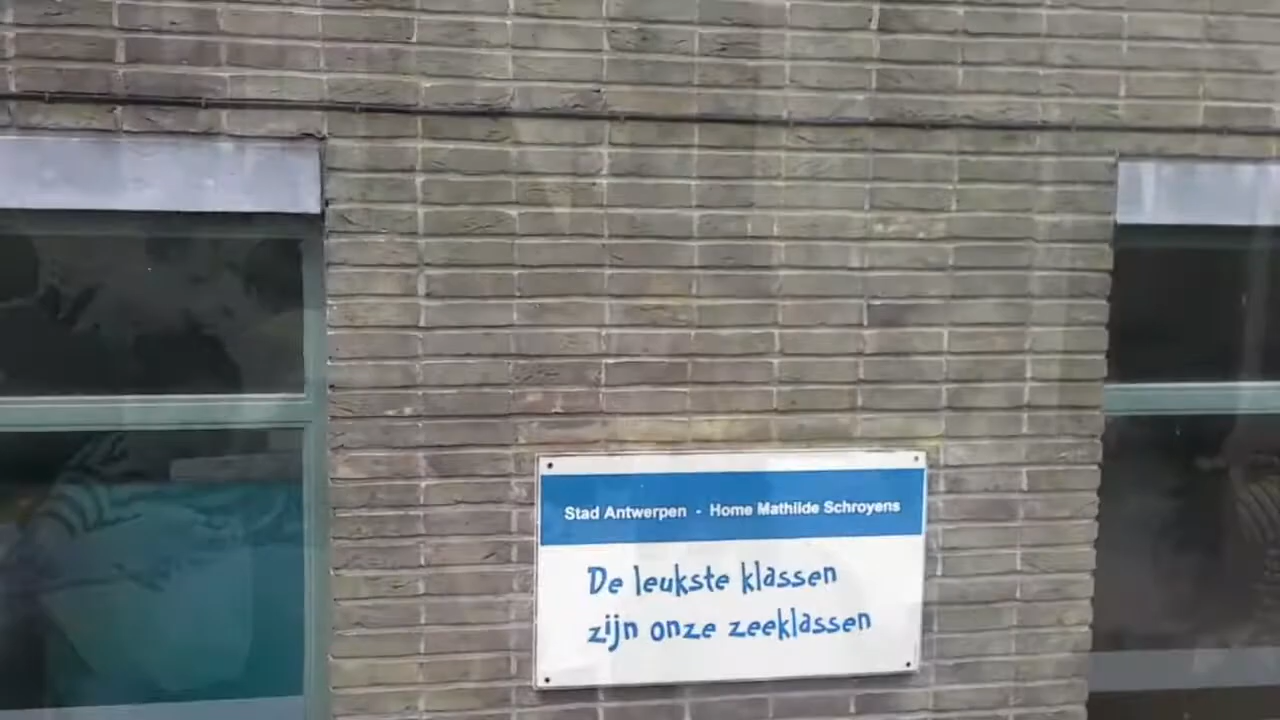 Stad Antwerpen - Home Mathilde Schroyens
De leukste klassen
zijn onze zeeklassen